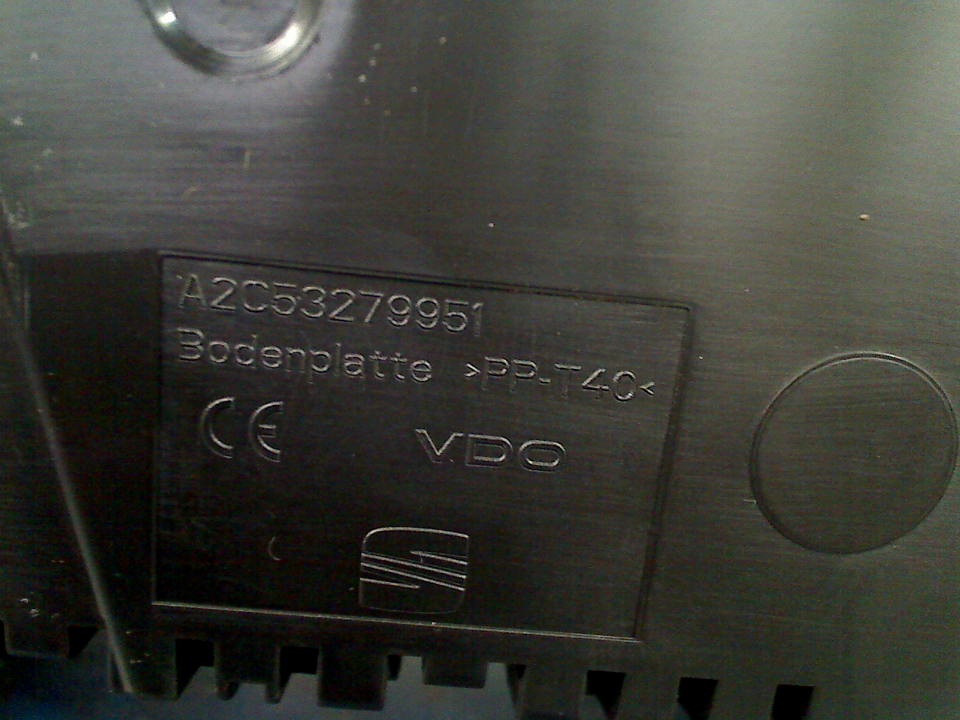 A2C53279951
Bodenplatte >PP-T40<
CE VDO